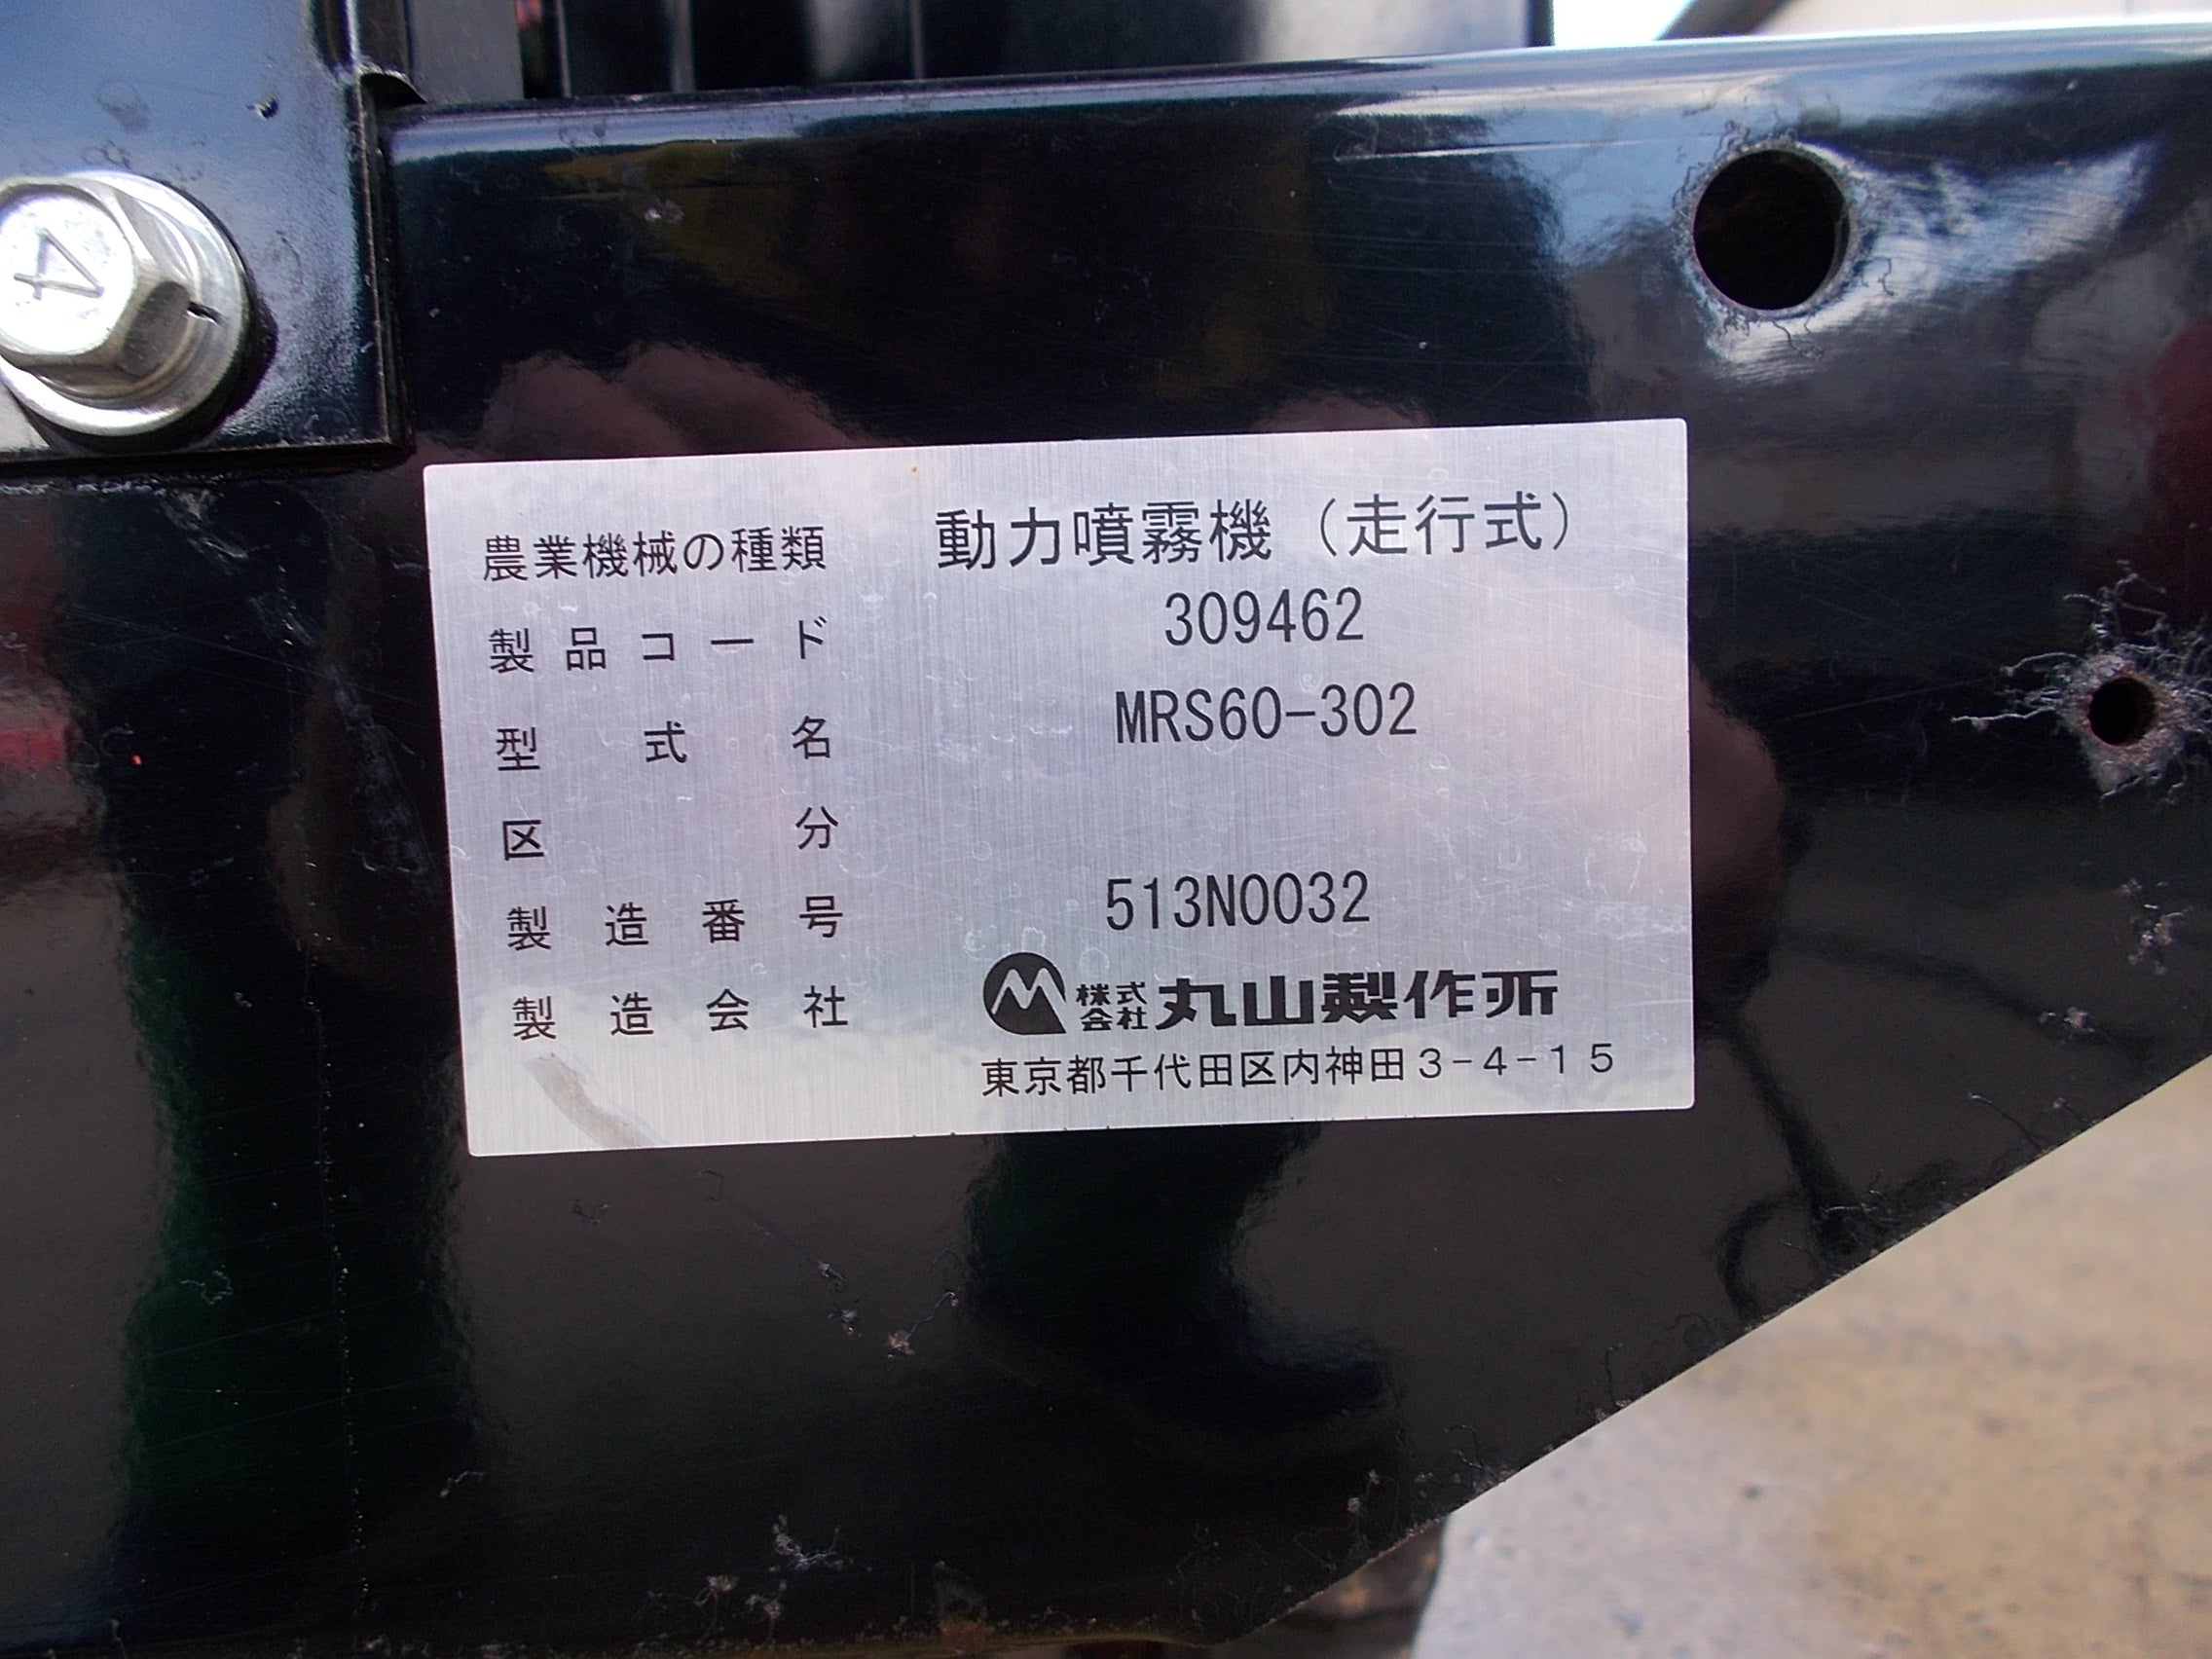 4
農業機械の種類 動力噴霧機（走行式）
製品コード 309462
型式名 MRS60-302
区分
製造番号 513N0032
製造会社 株式会社丸山製作所
東京都千代田区内神田3-4-15